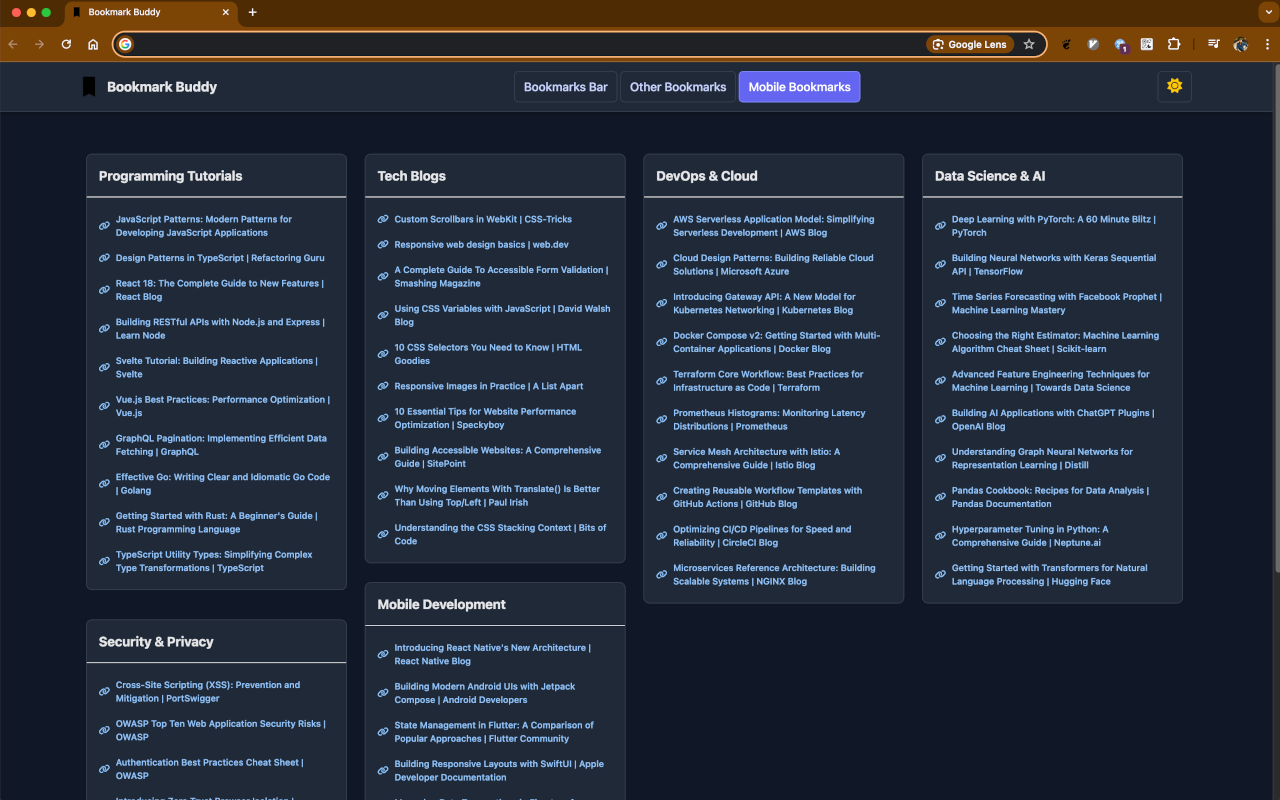 Bookmark Buddy
Google Lens
1
Bookmark Buddy
Bookmarks Bar
Other Bookmarks
Mobile Bookmarks
Programming Tutorials
JavaScript Patterns: Modern Patterns for
Developing JavaScript Applications
Design Patterns in TypeScript | Refactoring Guru
React 18: The Complete Guide to New Features |
React Blog
Building RESTful APIs with Node.js and Express |
Learn Node
Svelte Tutorial: Building Reactive Applications |
Svelte
Vue.js Best Practices: Performance Optimization |
Vue.js
GraphQL Pagination: Implementing Efficient Data
Fetching | GraphQL
Effective Go: Writing Clear and Idiomatic Go Code
| Golang
Getting Started with Rust: A Beginner's Guide |
Rust Programming Language
TypeScript Utility Types: Simplifying Complex
Type Transformations | TypeScript
Security & Privacy
Cross-Site Scripting (XSS): Prevention and
Mitigation | PortSwigger
OWASP Top Ten Web Application Security Risks |
OWASP
Authentication Best Practices Cheat Sheet |
OWASP
Tech Blogs
Custom Scrollbars in WebKit | CSS-Tricks
Responsive web design basics | web.dev
A Complete Guide To Accessible Form Validation |
Smashing Magazine
Using CSS Variables with JavaScript | David Walsh
Blog
10 CSS Selectors You Need to Know | HTML
Goodies
Responsive Images in Practice | A List Apart
10 Essential Tips for Website Performance
Optimization | Speckyboy
Building Accessible Websites: A Comprehensive
Guide | SitePoint
Why Moving Elements With Translate() Is Better
Than Using Top/Left | Paul Irish
Understanding the CSS Stacking Context | Bits of
Code
Mobile Development
Introducing React Native's New Architecture |
React Native Blog
Building Modern Android UIs with Jetpack
Compose | Android Developers
State Management in Flutter: A Comparison of
Popular Approaches | Flutter Community
Building Responsive Layouts with SwiftUI | Apple
Developer Documentation
DevOps & Cloud
AWS Serverless Application Model: Simplifying
Serverless Development | AWS Blog
Cloud Design Patterns: Building Reliable Cloud
Solutions | Microsoft Azure
Introducing Gateway API: A New Model for
Kubernetes Networking | Kubernetes Blog
Docker Compose v2: Getting Started with Multi-
Container Applications | Docker Blog
Terraform Core Workflow: Best Practices for
Infrastructure as Code | Terraform
Prometheus Histograms: Monitoring Latency
Distributions | Prometheus
Service Mesh Architecture with Istio: A
Comprehensive Guide | Istio Blog
Creating Reusable Workflow Templates with
GitHub Actions | GitHub Blog
Optimizing CI/CD Pipelines for Speed and
Reliability | CircleCI Blog
Microservices Reference Architecture: Building
Scalable Systems | NGINX Blog
Data Science & AI
Deep Learning with PyTorch: A 60 Minute Blitz |
PyTorch
Building Neural Networks with Keras Sequential
API | TensorFlow
Time Series Forecasting with Facebook Prophet |
Machine Learning Mastery
Choosing the Right Estimator: Machine Learning
Algorithm Cheat Sheet | Scikit-learn
Advanced Feature Engineering Techniques for
Machine Learning | Towards Data Science
Building AI Applications with ChatGPT Plugins |
OpenAI Blog
Understanding Graph Neural Networks for
Representation Learning | Distill
Pandas Cookbook: Recipes for Data Analysis |
Pandas Documentation
Hyperparameter Tuning in Python: A
Comprehensive Guide | Neptune.ai
Getting Started with Transformers for Natural
Language Processing | Hugging Face